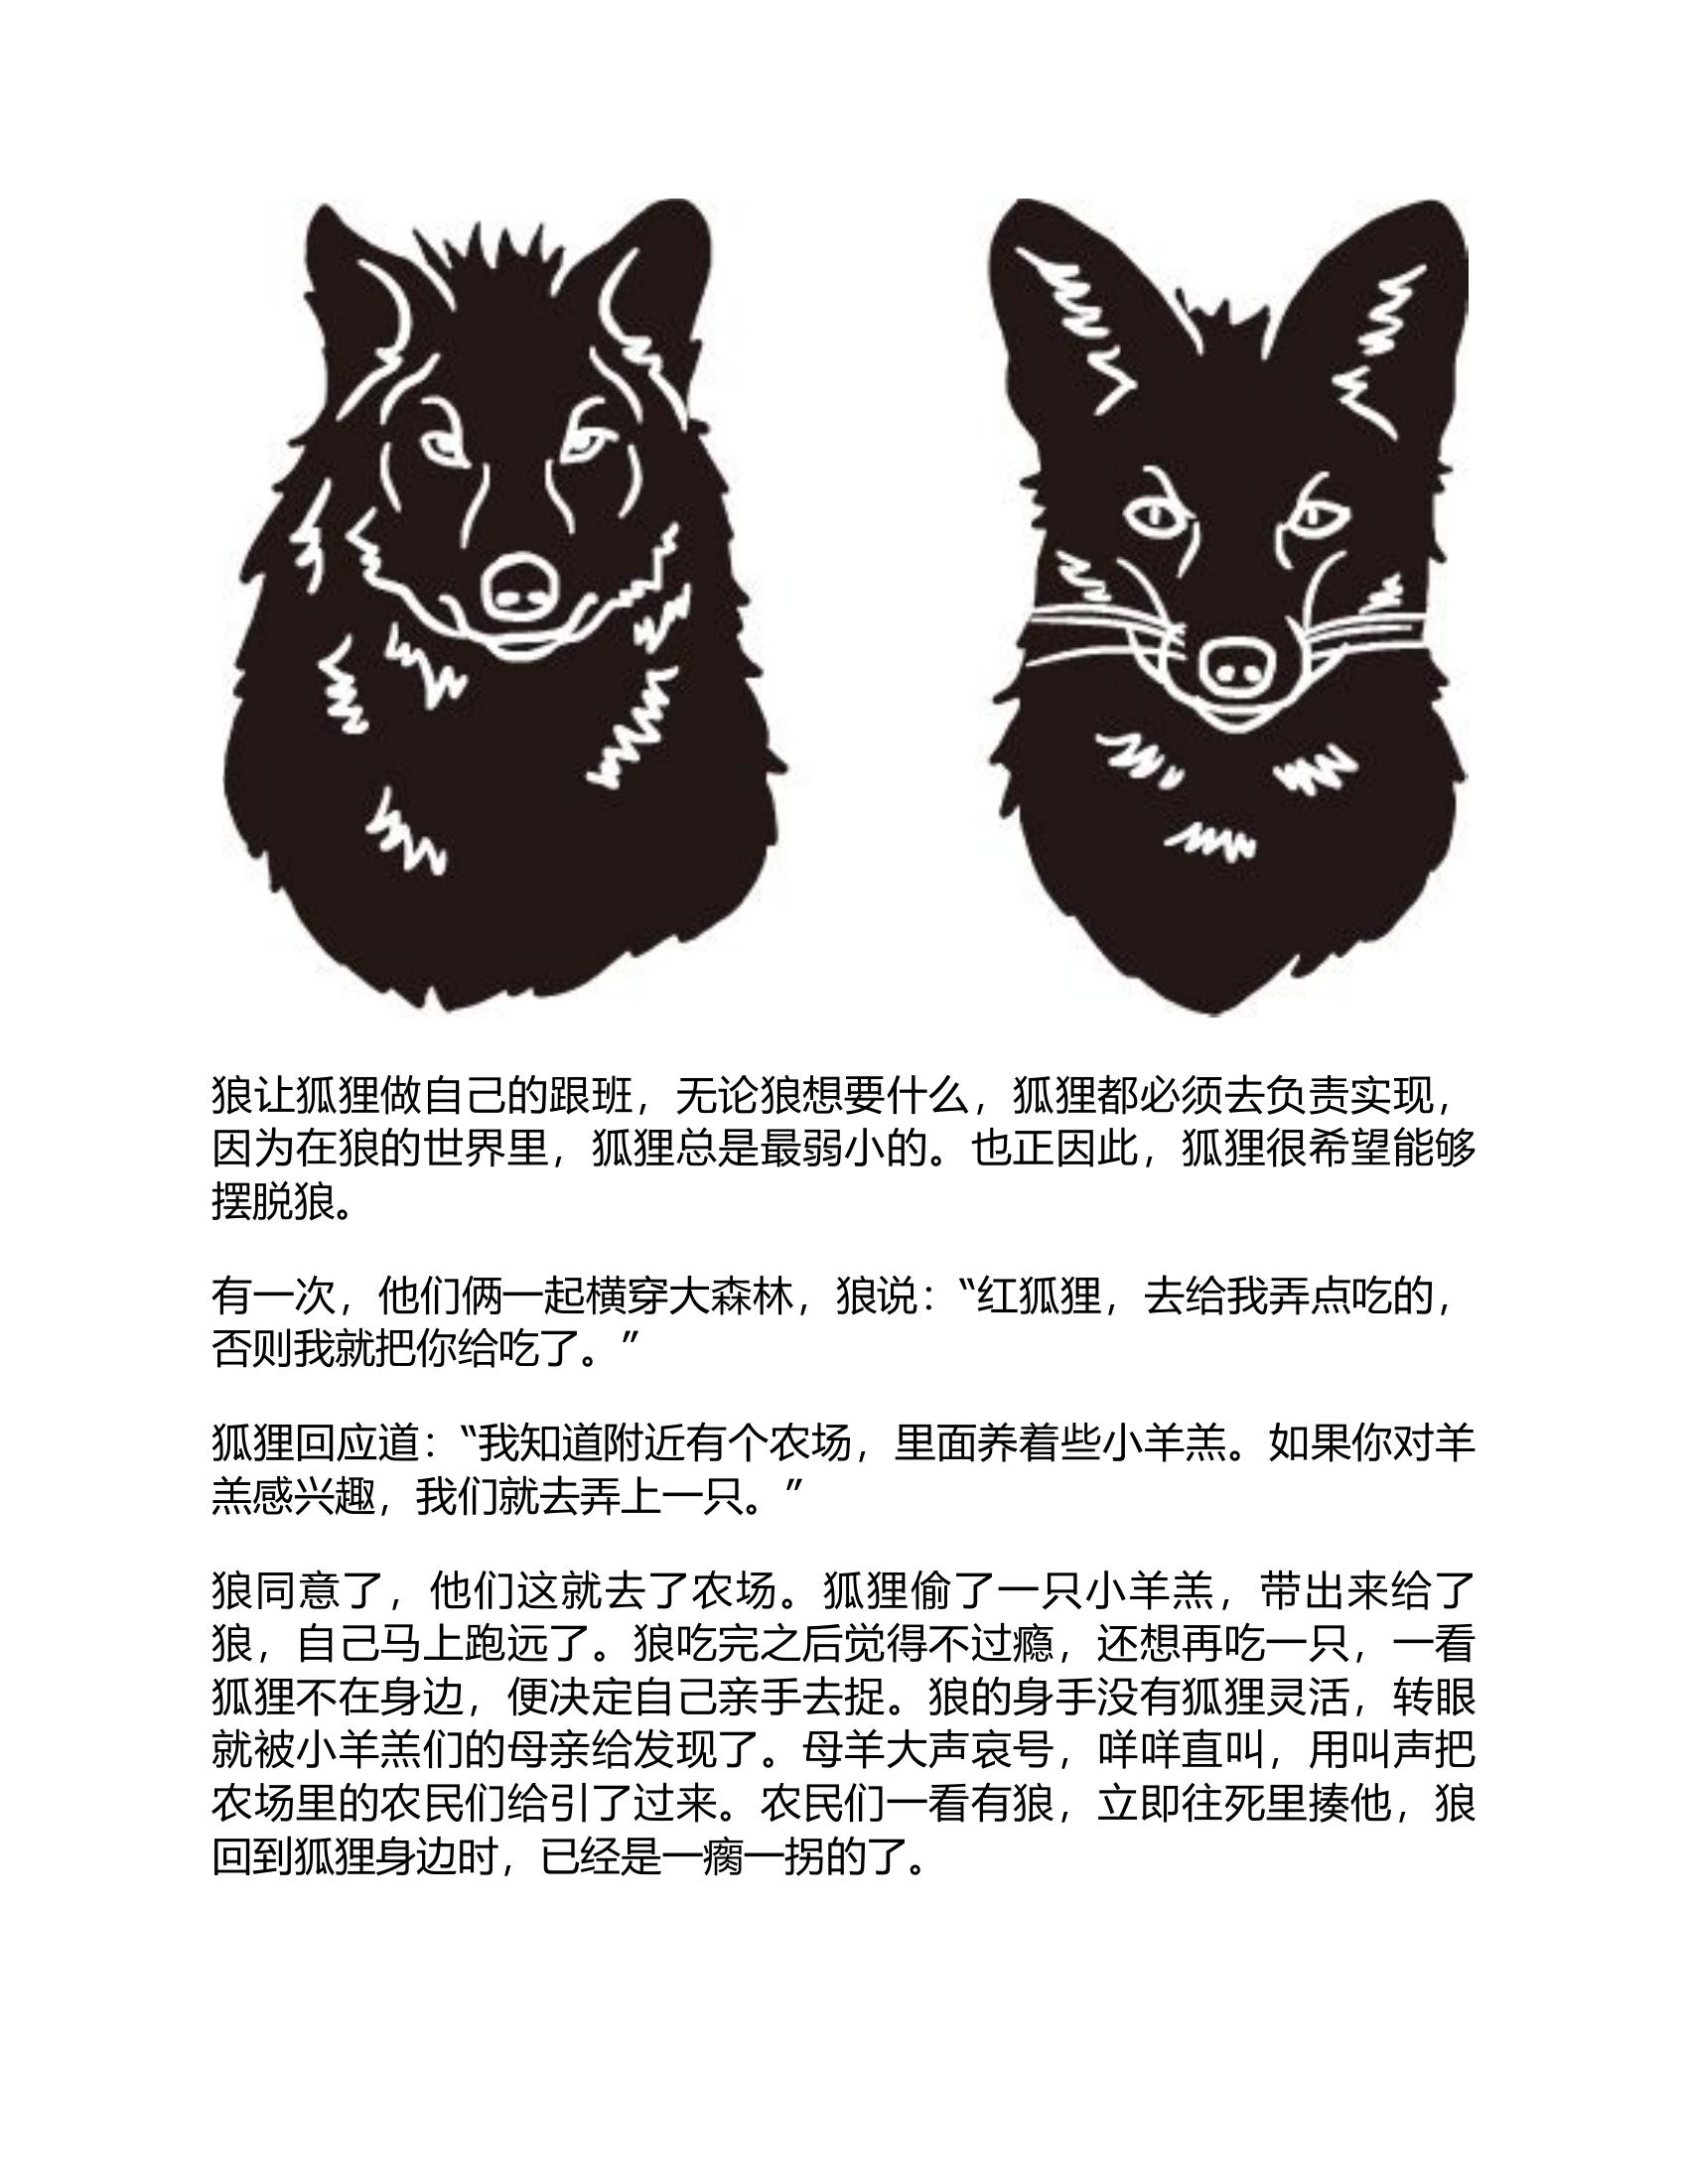 狼让狐狸做自己的跟班，无论狼想要什么，狐狸都必须去负责实现，
因为在狼的世界里，狐狸总是最弱小的。也正因此，狐狸很希望能够
摆脱狼。
有一次，他们俩一起横穿大森林，狼说：“红狐狸，去给我弄点吃的，
否则我就把你给吃了。”
狐狸回应道：“我知道附近有个农场，里面养着些小羊羔。如果你对羊
羔感兴趣，我们就去弄上一只。”
狼同意了，他们这就去了农场。狐狸偷了一只小羊羔，带出来给了
狼，自己马上跑远了。狼吃完之后觉得不过瘾，还想再吃一只，一看
狐狸不在身边，便决定自己亲手去捉。狼的身手没有狐狸灵活，转眼
就被小羊羔们的母亲给发现了。母羊大声哀号，咩咩直叫，用叫声把
农场里的农民们给引了过来。农民们一看有狼，立即往死里揍他，狼
回到狐狸身边时，已经是一瘸一拐的了。